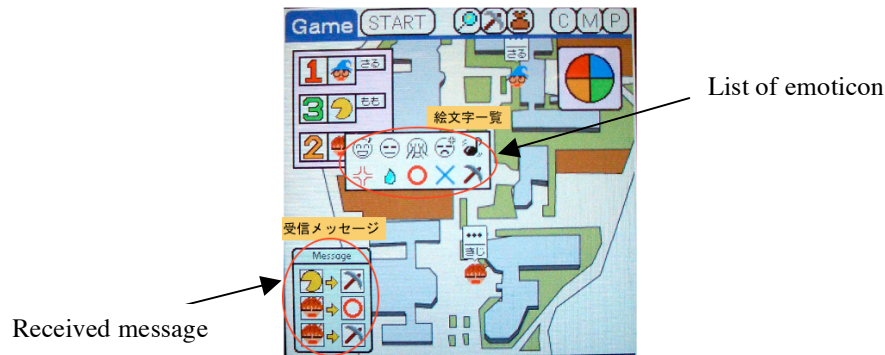 Game START C M P
さる
1 さる
List of emoticon
3 もも
絵文字一覧
2
受信メッセージ
きじ
Message
Received message